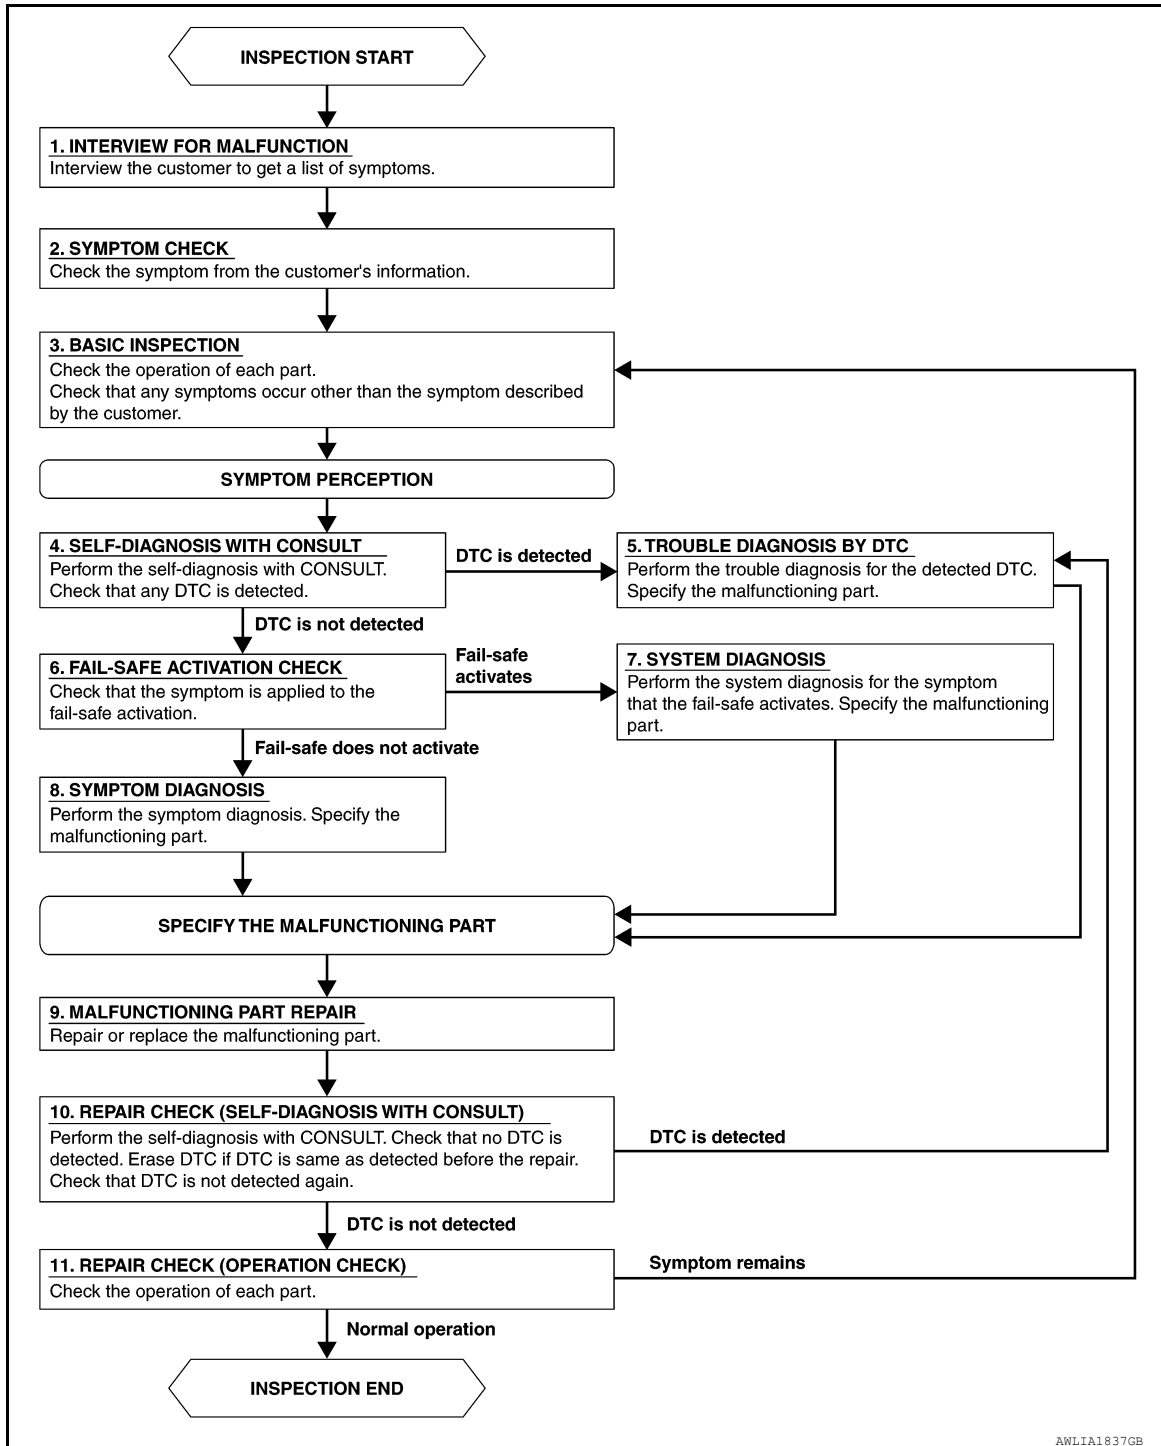 INSPECTION START
1. INTERVIEW FOR MALFUNCTION
Interview the customer to get a list of symptoms.
2. SYMPTOM CHECK
Check the symptom from the customer's information.
3. BASIC INSPECTION
Check the operation of each part.
Check that any symptoms occur other than the symptom described
by the customer.
SYMPTOM PERCEPTION
4. SELF-DIAGNOSIS WITH CONSULT
Perform the self-diagnosis with CONSULT.
Check that any DTC is detected.
DTC is detected
5. TROUBLE DIAGNOSIS BY DTC
Perform the trouble diagnosis for the detected DTC.
Specify the malfunctioning part.
DTC is not detected
6. FAIL-SAFE ACTIVATION CHECK
Check that the symptom is applied to the
fail-safe activation.
Fail-safe
activates
7. SYSTEM DIAGNOSIS
Perform the system diagnosis for the symptom
that the fail-safe activates. Specify the malfunctioning
part.
Fail-safe does not activate
8. SYMPTOM DIAGNOSIS
Perform the symptom diagnosis. Specify the
malfunctioning part.
SPECIFY THE MALFUNCTIONING PART
9. MALFUNCTIONING PART REPAIR
Repair or replace the malfunctioning part.
10. REPAIR CHECK (SELF-DIAGNOSIS WITH CONSULT)
Perform the self-diagnosis with CONSULT. Check that no DTC is
detected. Erase DTC if DTC is same as detected before the repair.
Check that DTC is not detected again.
DTC is detected
DTC is not detected
11. REPAIR CHECK (OPERATION CHECK)
Check the operation of each part.
Symptom remains
Normal operation
INSPECTION END
AWLIA1837GB